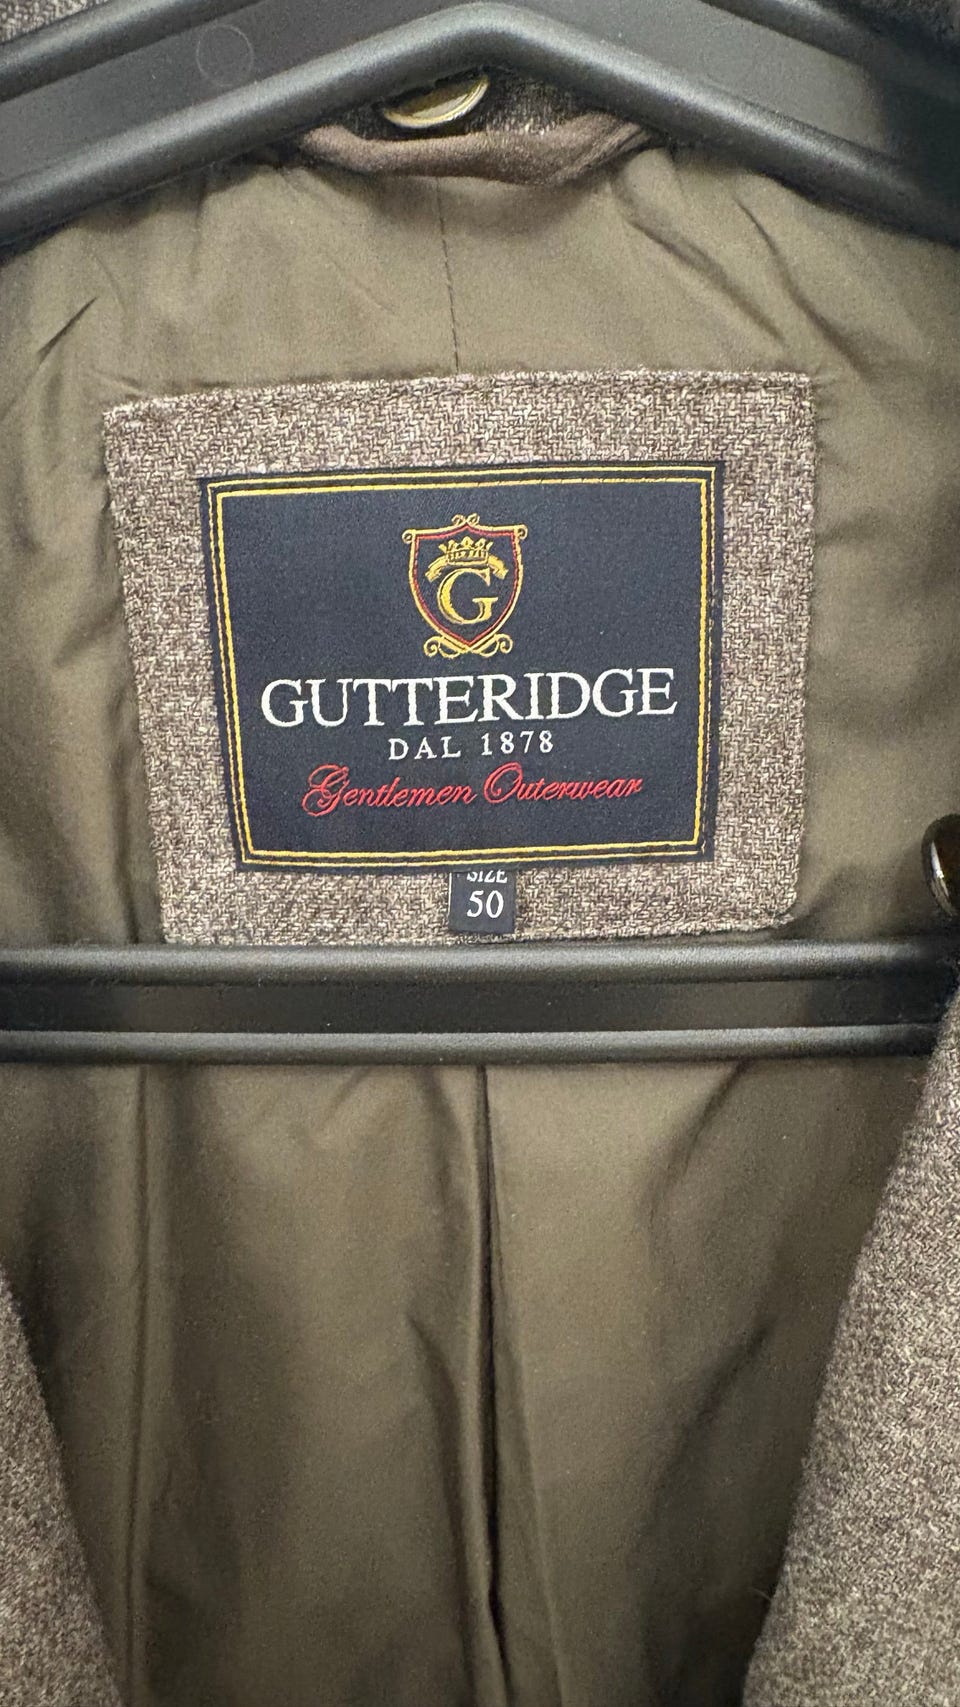 G
GUTTERIDGE
DAL 1878
Gentlemen Outerwear
SIZE
50